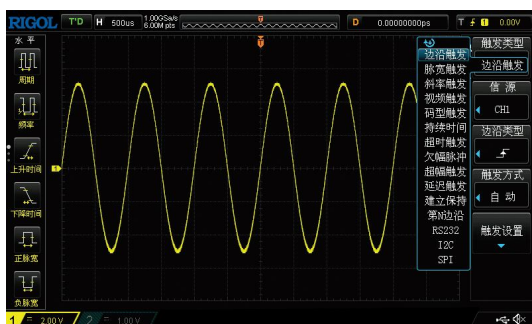 RIGOL T'D H 500us 1.00GSa/s 6.00M pts D 0.00000000ps T 1 0.00V
水平
周期
频率
上升时间
下降时间
正脉宽
负脉宽
边沿触发
脉宽触发
斜率触发
视频触发
码型触发
持续时间
超时触发
欠幅脉冲
超幅触发
延迟触发
建立保持
第N边沿
RS232
I2C
SPI
触发类型
边沿触发
信源
CH1
边沿类型
触发方式
自动
触发设置
1 = 2.00 V 2 = 1.00 V